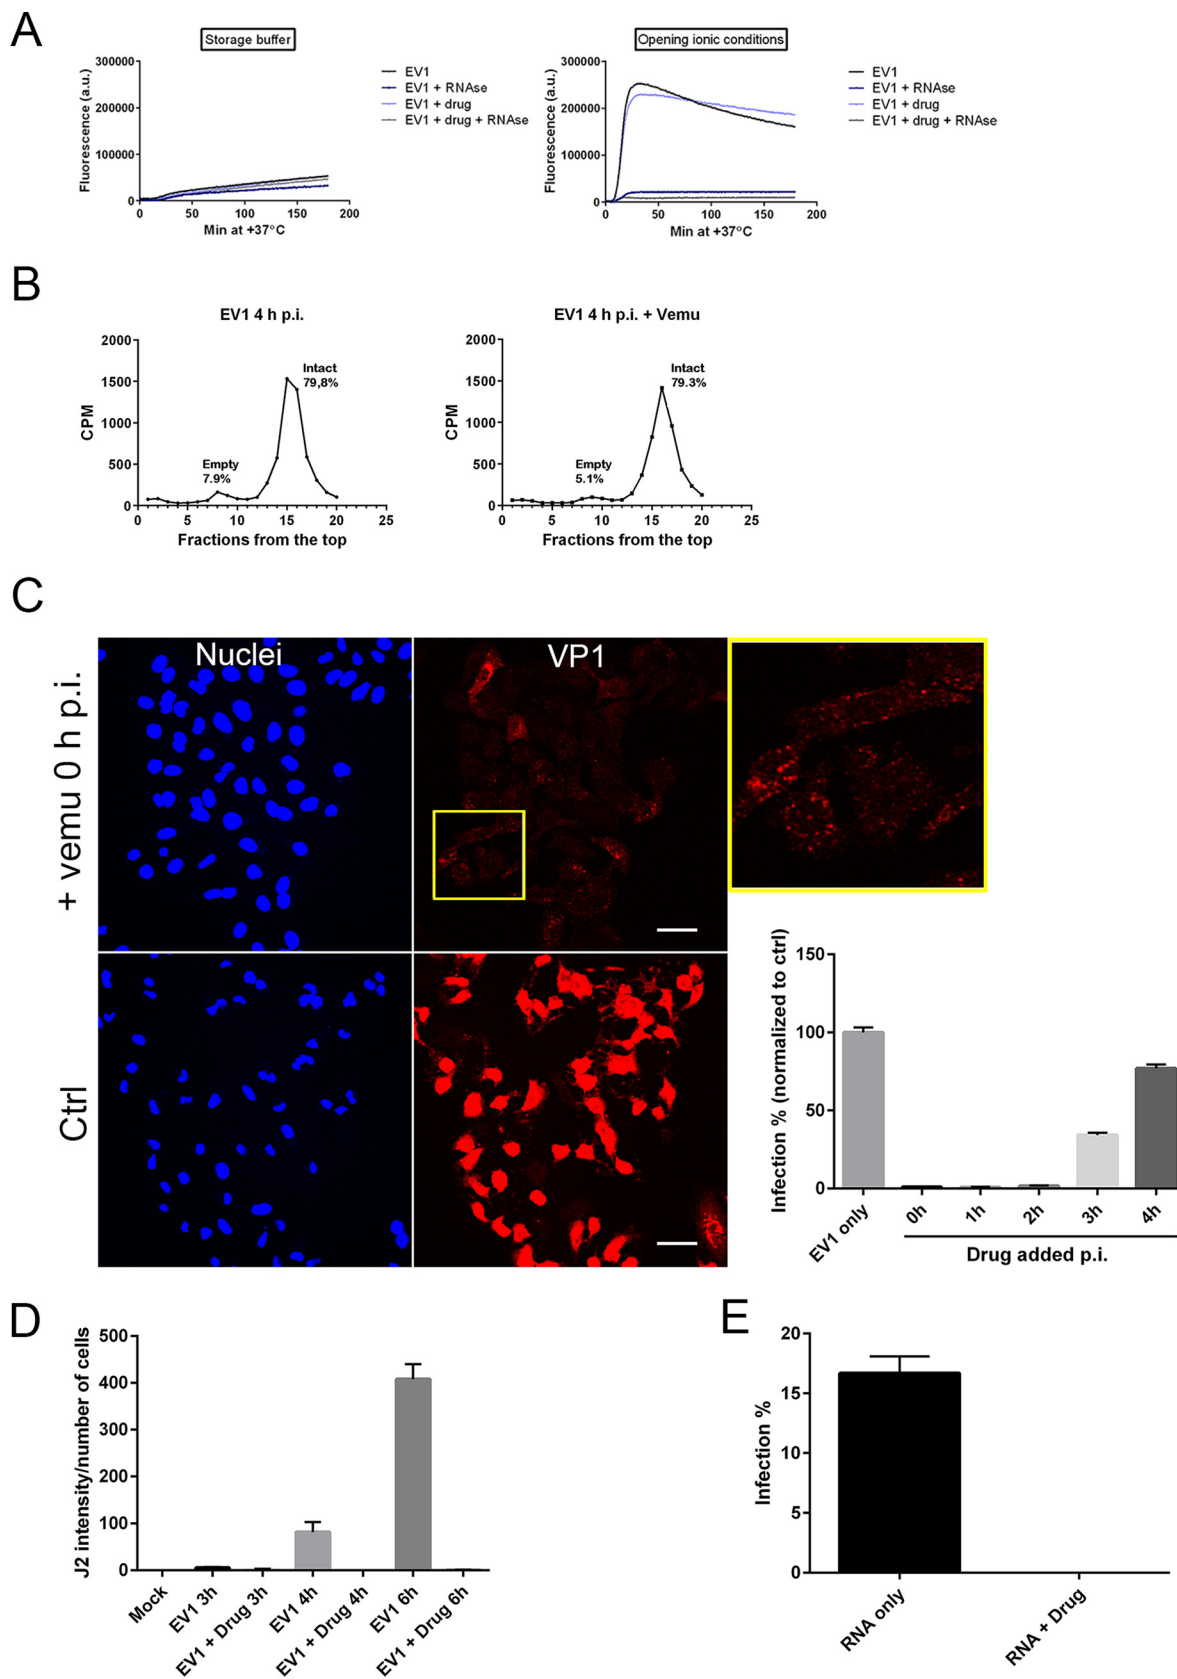 A
Storage buffer
Fluorescence (a.u.)
300000
200000
100000
0
0 50 100 150 200
Min at +37°C
EV1
EV1 + RNAse
EV1 + drug
EV1 + drug + RNAse
Opening ionic conditions
Fluorescence (a.u.)
300000
200000
100000
0
0 50 100 150 200
Min at +37°C
EV1
EV1 + RNAse
EV1 + drug
EV1 + drug + RNAse
B
EV1 4 h p.i.
CPM
2000
1500
1000
500
0
0 5 10 15 20 25
Fractions from the top
Empty
7.9%
Intact
79,8%
EV1 4 h p.i. + Vemu
CPM
2000
1500
1000
500
0
0 5 10 15 20 25
Fractions from the top
Empty
5.1%
Intact
79.3%
C
+ vemu 0 h p.i.
Nuclei
VP1
Ctrl
Infection % (normalized to ctrl)
150
100
50
0
EV1 only
0h
1h
2h
3h
4h
Drug added p.i.
D
J2 intensity/number of cells
500
400
300
200
100
0
Mock
EV1 3h
EV1 + Drug 3h
EV1 4h
EV1 + Drug 4h
EV1 6h
EV1 + Drug 6h
E
Infection %
20
15
10
5
0
RNA only
RNA + Drug